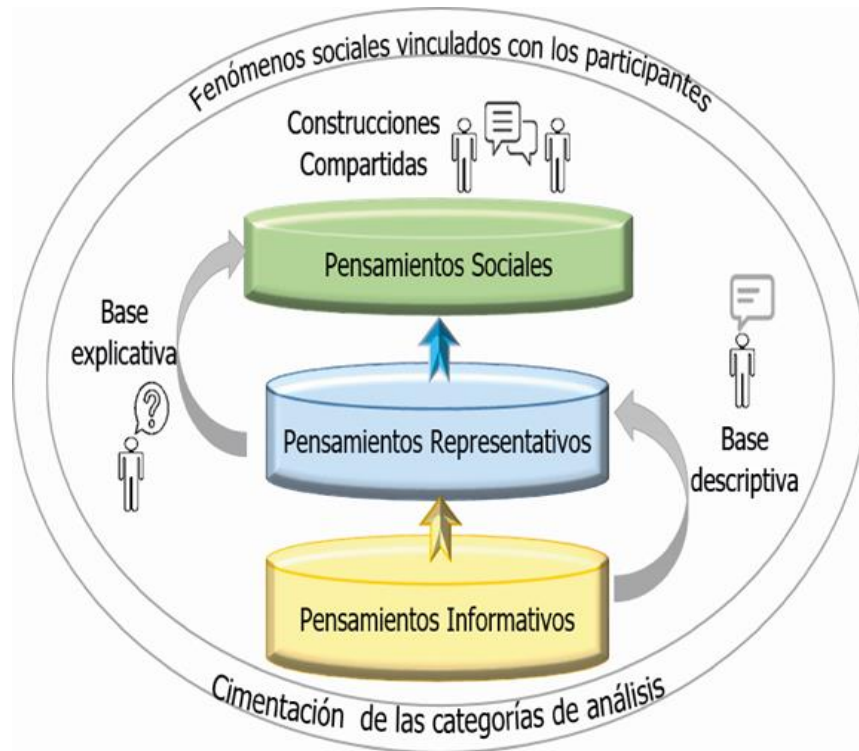 Fenómenos sociales vinculados con los participantes
Construcciones
Compartidas
Pensamientos Sociales
Base
explicativa
?
Pensamientos Representativos
Base
descriptiva
Pensamientos Informativos
Cimentación de las categorías de análisis